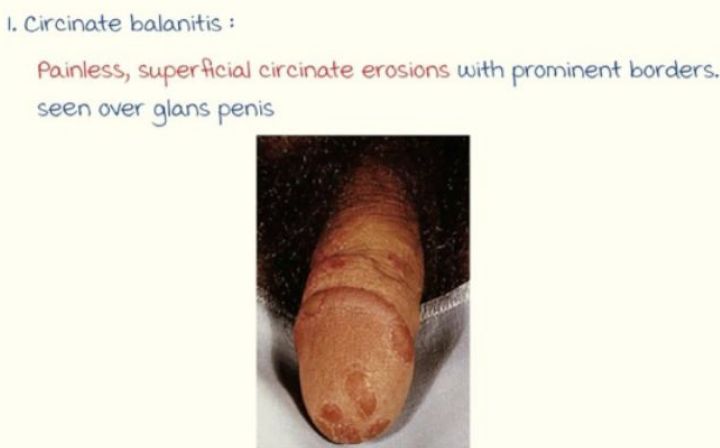 1. Circinate balanitis :
Painless, superficial circinate erosions with prominent borders.
seen over glans penis